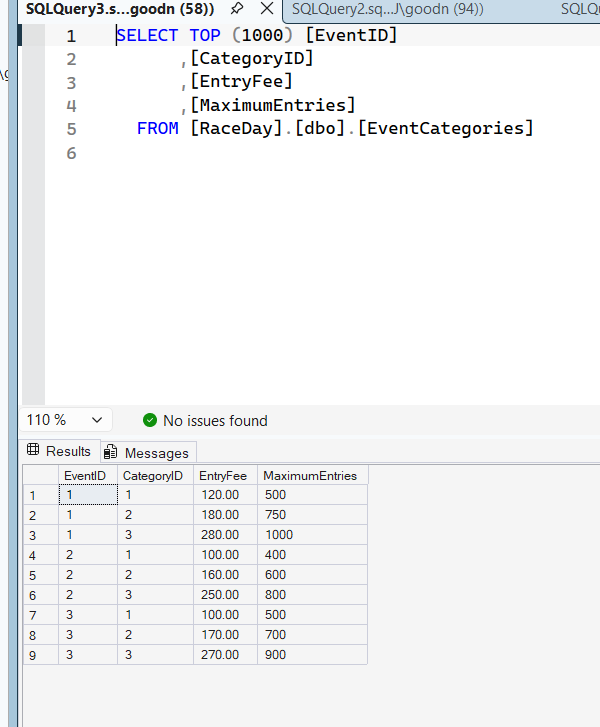 SQLQuery3.s...goodn (58))
SQLQuery2.sq...J\goodn (94))
SQLQ
\g
1 SELECT TOP (1000) [EventID]
2 ,[CategoryID]
3 ,[EntryFee]
4 ,[MaximumEntries]
5 FROM [RaceDay].[dbo].[EventCategories]
6
110 %
No issues found
Results
Messages
EventID CategoryID EntryFee MaximumEntries
1 1 1 120.00 500
2 1 2 180.00 750
3 1 3 280.00 1000
4 2 1 100.00 400
5 2 2 160.00 600
6 2 3 250.00 800
7 3 1 100.00 500
8 3 2 170.00 700
9 3 3 270.00 900